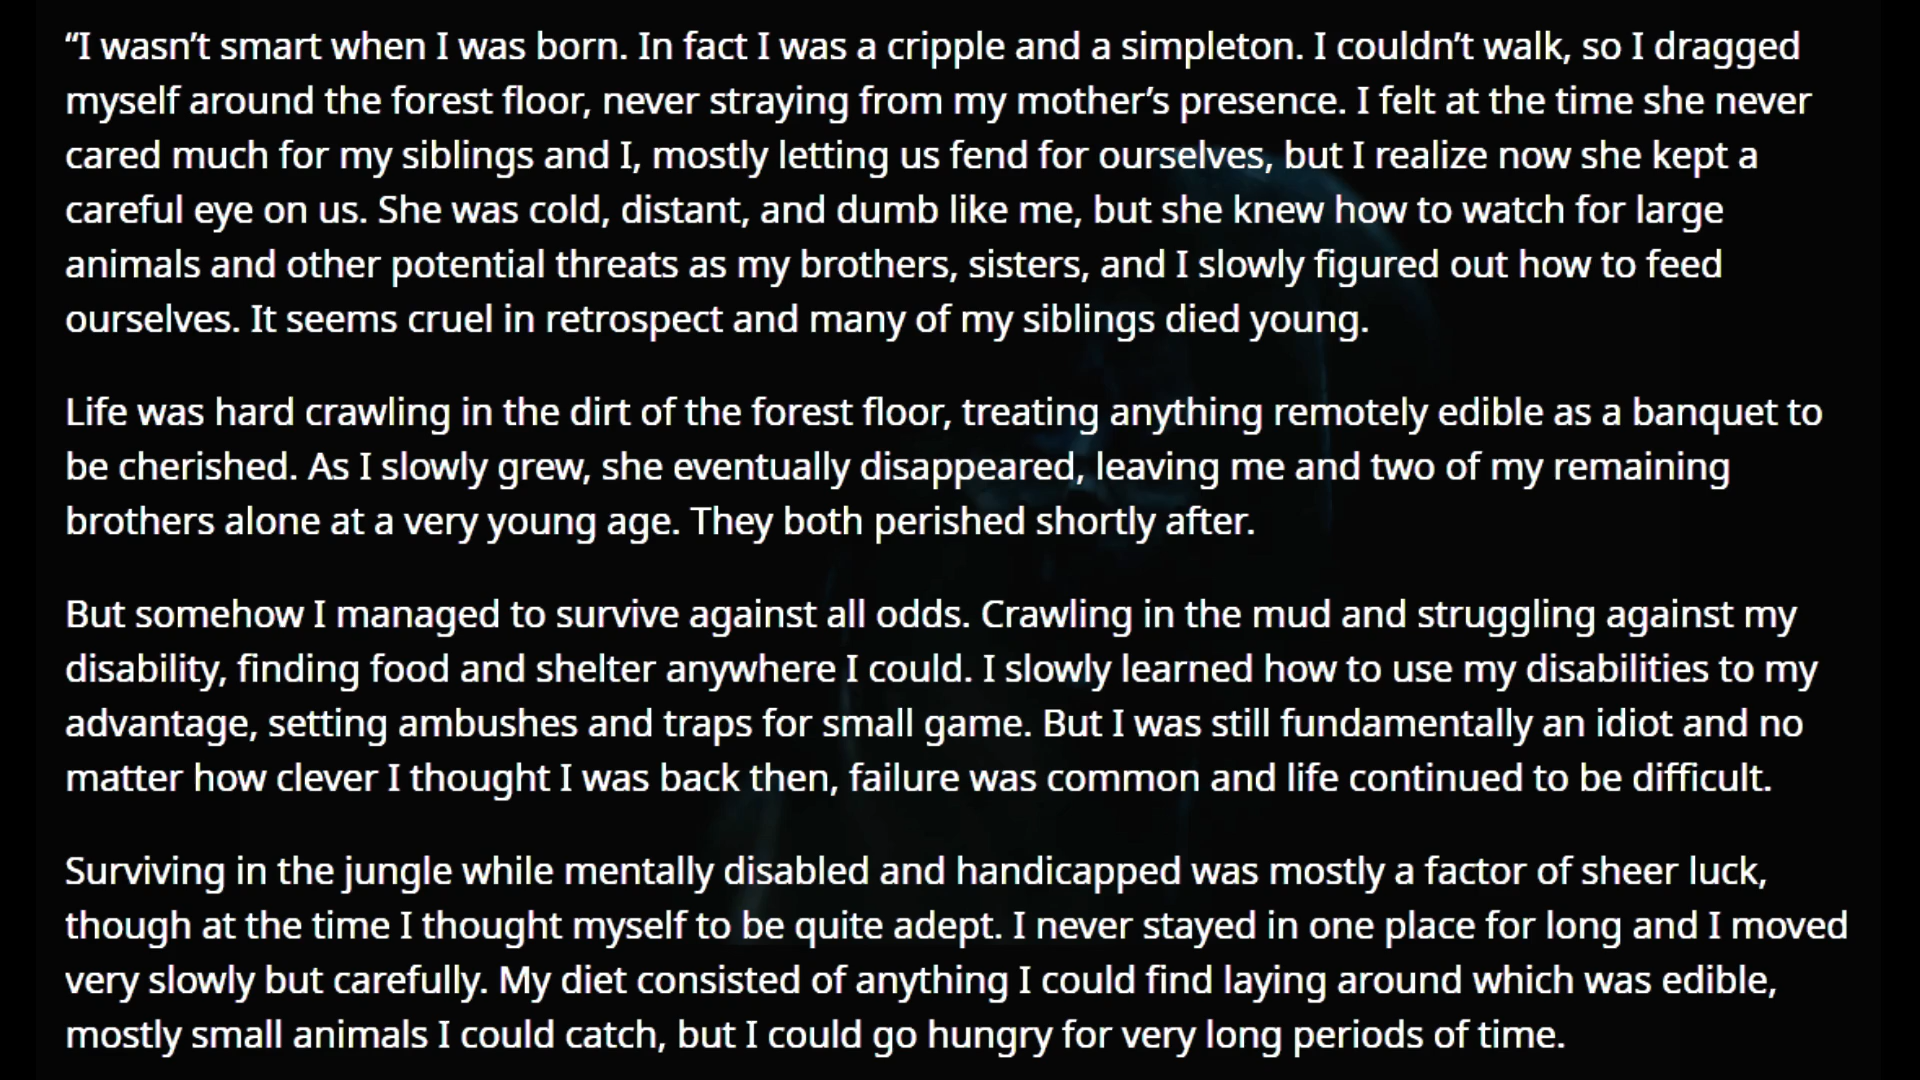 “I wasn’t smart when I was born. In fact I was a cripple and a simpleton. I couldn’t walk, so I dragged
myself around the forest floor, never straying from my mother’s presence. I felt at the time she never
cared much for my siblings and I, mostly letting us fend for ourselves, but I realize now she kept a
careful eye on us. She was cold, distant, and dumb like me, but she knew how to watch for large
animals and other potential threats as my brothers, sisters, and I slowly figured out how to feed
ourselves. It seems cruel in retrospect and many of my siblings died young.
Life was hard crawling in the dirt of the forest floor, treating anything remotely edible as a banquet to
be cherished. As I slowly grew, she eventually disappeared, leaving me and two of my remaining
brothers alone at a very young age. They both perished shortly after.
But somehow I managed to survive against all odds. Crawling in the mud and struggling against my
disability, finding food and shelter anywhere I could. I slowly learned how to use my disabilities to my
advantage, setting ambushes and traps for small game. But I was still fundamentally an idiot and no
matter how clever I thought I was back then, failure was common and life continued to be difficult.
Surviving in the jungle while mentally disabled and handicapped was mostly a factor of sheer luck,
though at the time I thought myself to be quite adept. I never stayed in one place for long and I moved
very slowly but carefully. My diet consisted of anything I could find laying around which was edible,
mostly small animals I could catch, but I could go hungry for very long periods of time.